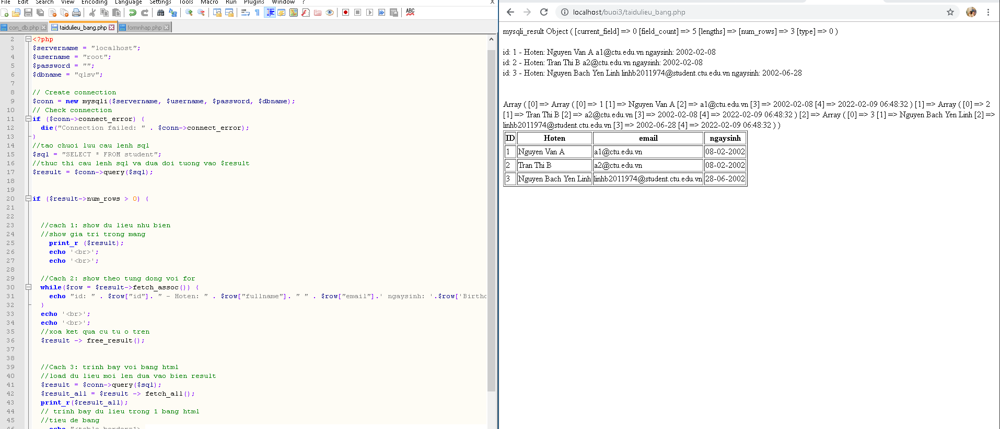 File Edit Search View Encoding Language Settings Tools Macro Run Plugins Window ? X
con_db.php taidulieu_bang.php formnhap.php
2 <?php
3 $servername = "localhost";
4 $username = "root";
5 $password = "";
6 $dbname = "qlsv";
7
8 // Create connection
9 $conn = new mysqli($servername, $username, $password, $dbname);
10 // Check connection
11 if ($conn->connect_error) {
12 die("Connection failed: " . $conn->connect_error);
13 }
14 //tao chuoi luu cau lenh sql
15 $sql = "SELECT * FROM student";
16 //thuc thi cau lenh sql va dua doi tuong vao $result
17 $result = $conn->query($sql);
18
19
20 if ($result->num_rows > 0) {
21
22
23 //cach 1: show du lieu nhu bien
24 //show gia tri trong mang
25 print_r ($result);
26 echo '<br>';
27 echo '<br>';
28
29 //Cach 2: show theo tung dong voi for
30 while($row = $result->fetch_assoc()) {
31 echo "id: " . $row["id"]. " - Hoten: " . $row["fullname"]. " " . $row["email"].' ngaysinh: '.$row['Birthd
32 }
33 echo '<br>';
34 echo '<br>';
35 //xoa ket qua cu tu o tren
36 $result -> free_result();
37
38
39 //Cach 3: trinh bay voi bang html
40 //load du lieu moi len dua vao bien result
41 $result = $conn->query($sql);
42 $result_all = $result -> fetch_all();
43 print_r($result_all);
44 // trinh bay du lieu trong 1 bang html
45 //tieu de bang
46 echo "<table border=1>
localhost/buoi3/taidulieu_bang.php
mysqli_result Object ( [current_field] => 0 [field_count] => 5 [lengths] => [num_rows] => 3 [type] => 0 )
id: 1 - Hoten: Nguyen Van A a1@ctu.edu.vn ngaysinh: 2002-02-08
id: 2 - Hoten: Tran Thi B a2@ctu.edu.vn ngaysinh: 2002-02-08
id: 3 - Hoten: Nguyen Bach Yen Linh linhb2011974@student.ctu.edu.vn ngaysinh: 2002-06-28
Array ( [0] => Array ( [0] => 1 [1] => Nguyen Van A [2] => a1@ctu.edu.vn [3] => 2002-02-08 [4] => 2022-02-09 06:48:32 ) [1] => Array ( [0] => 2
[1] => Tran Thi B [2] => a2@ctu.edu.vn [3] => 2002-02-08 [4] => 2022-02-09 06:48:32 ) [2] => Array ( [0] => 3 [1] => Nguyen Bach Yen Linh [2] =>
linhb2011974@student.ctu.edu.vn [3] => 2002-06-28 [4] => 2022-02-09 06:48:32 ) )
ID Hoten email ngaysinh
1 Nguyen Van A a1@ctu.edu.vn 08-02-2002
2 Tran Thi B a2@ctu.edu.vn 08-02-2002
3 Nguyen Bach Yen Linh linhb2011974@student.ctu.edu.vn 28-06-2002